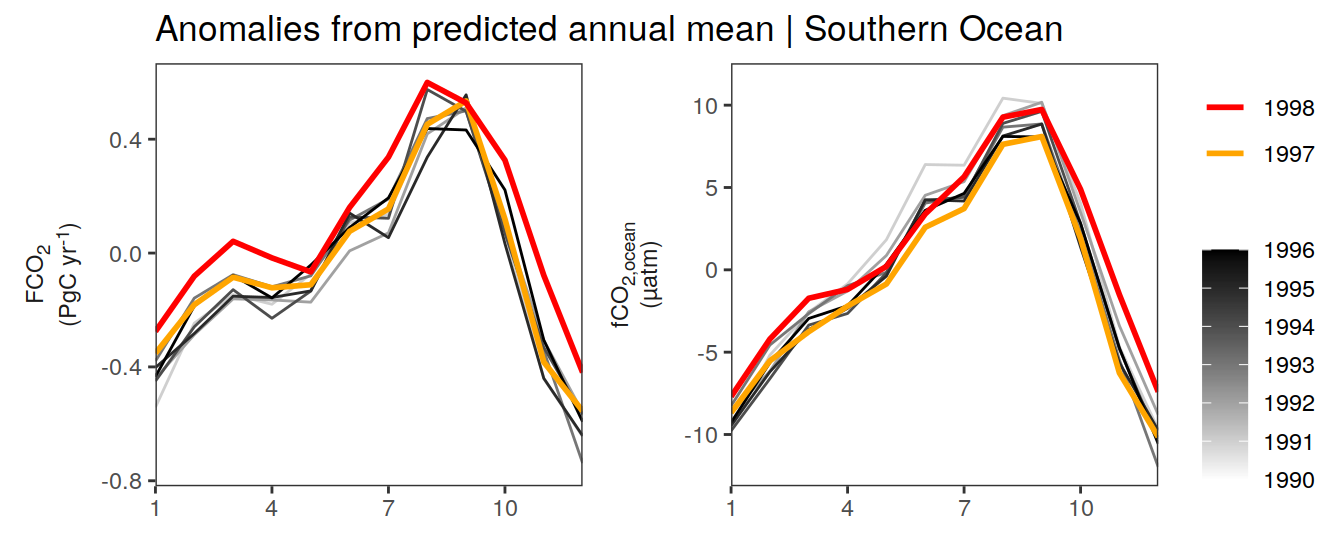 Anomalies from predicted annual mean | Southern Ocean
FCO₂
(PgC yr⁻¹)
0.4
0.0
-0.4
-0.8
1 4 7 10
fCO₂,ocean
(µatm)
10
5
0
-5
-10
1 4 7 10
1998
1997
1996
1995
1994
1993
1992
1991
1990